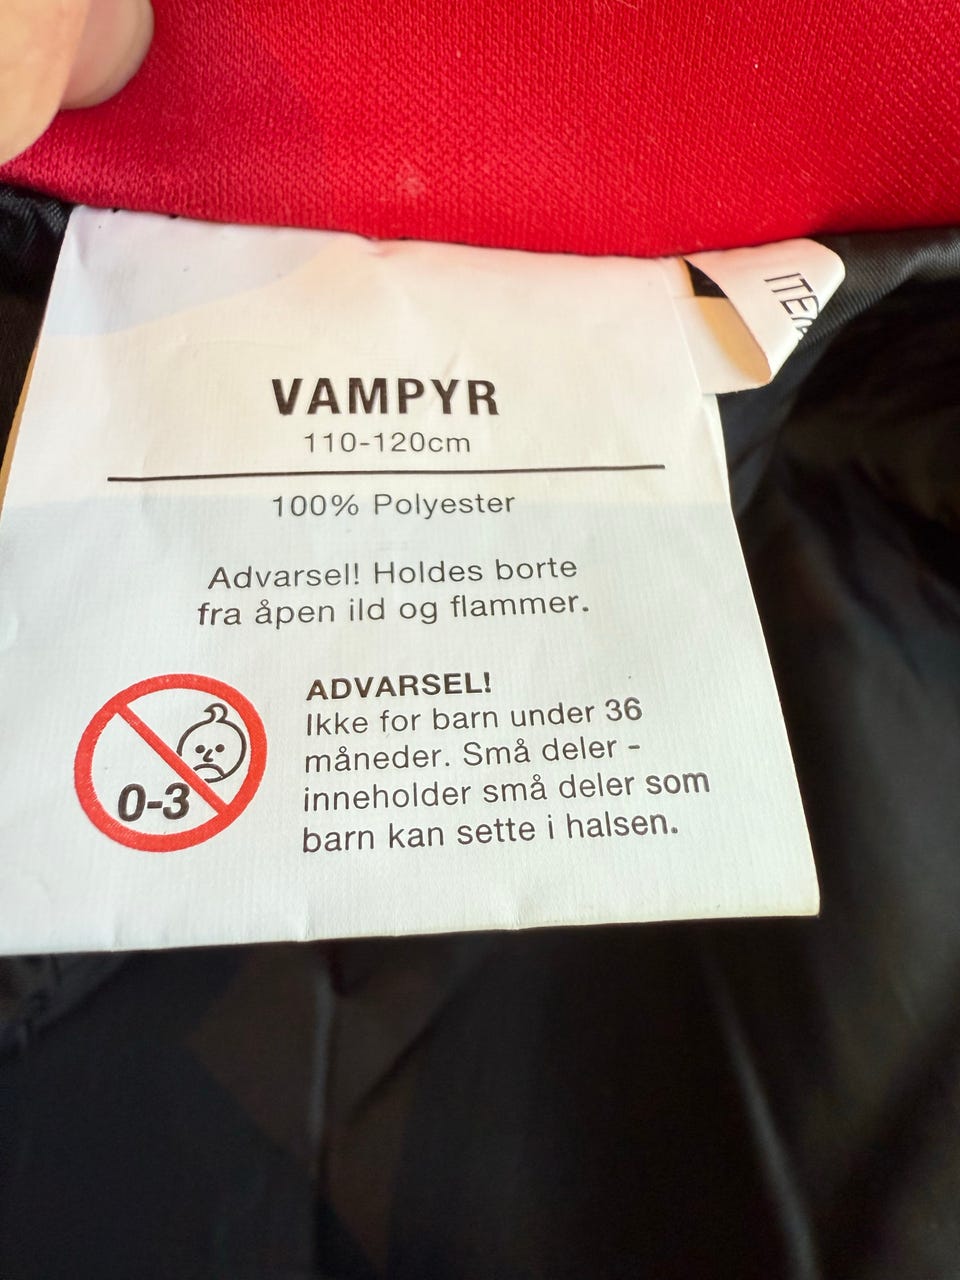 VAMPYR
110-120cm
100% Polyester
Advarsel! Holdes borte
fra åpen ild og flammer.
ADVARSEL!
Ikke for barn under 36
måneder. Små deler -
inneholder små deler som
barn kan sette i halsen.
0-3